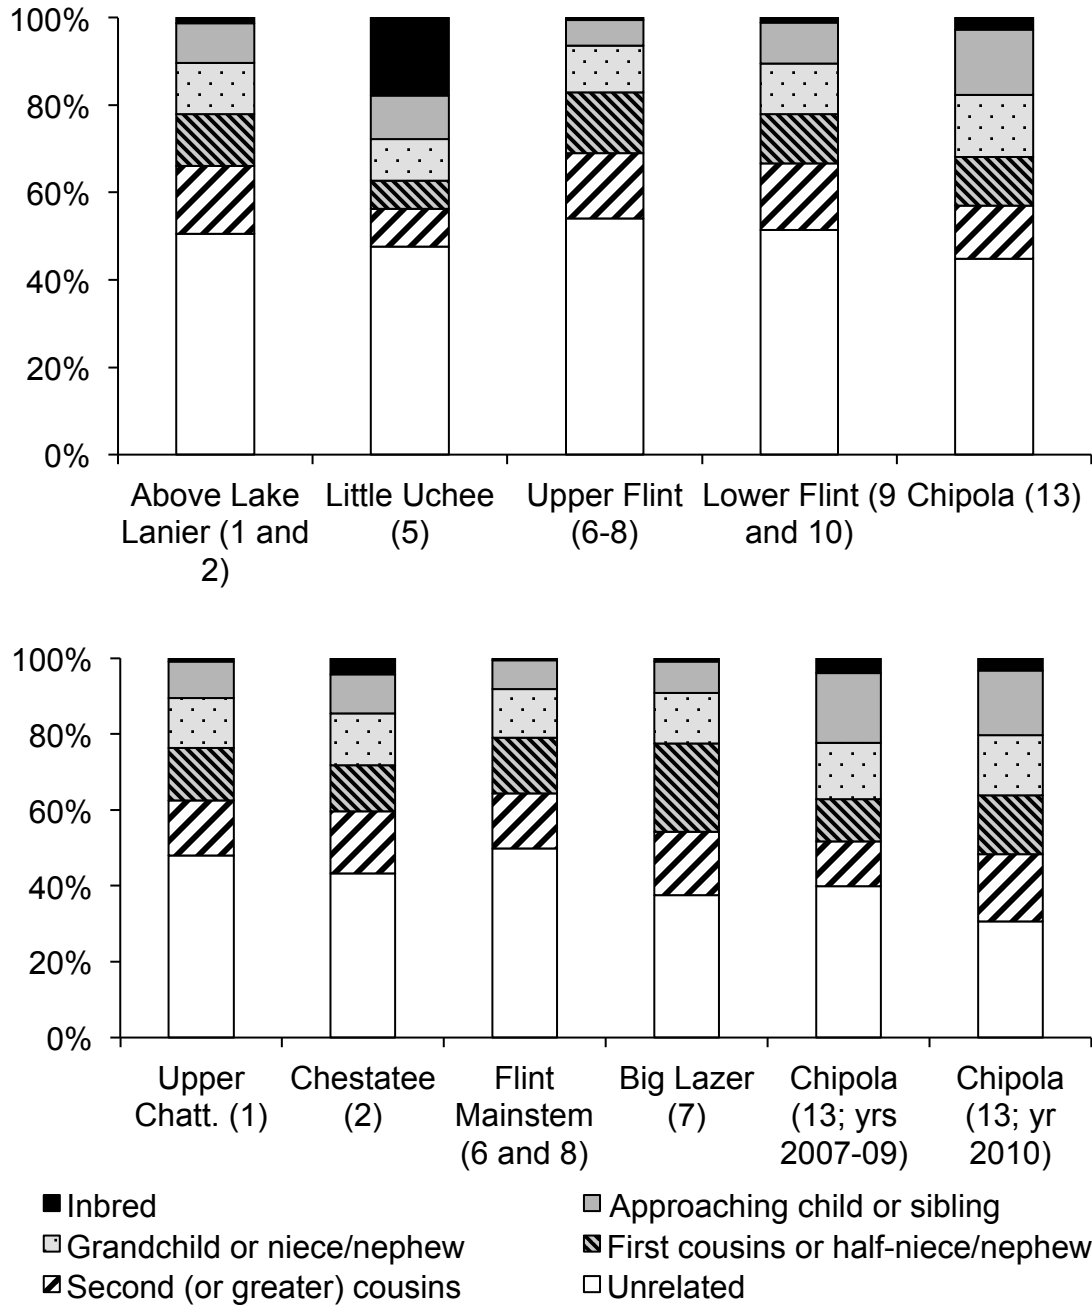 100%
80%
60%
40%
20%
0%
Above Lake Little Uchee Upper Flint Lower Flint (9 Chipola (13)
Lanier (1 and (5) (6-8) and 10)
2)
100%
80%
60%
40%
20%
0%
Upper Chestatee Flint Big Lazer Chipola Chipola
Chatt. (1) (2) Mainstem (7) (13; yrs (13; yr
(6 and 8) 2007-09) 2010)
Inbred Approaching child or sibling
Grandchild or niece/nephew First cousins or half-niece/nephew
Second (or greater) cousins Unrelated